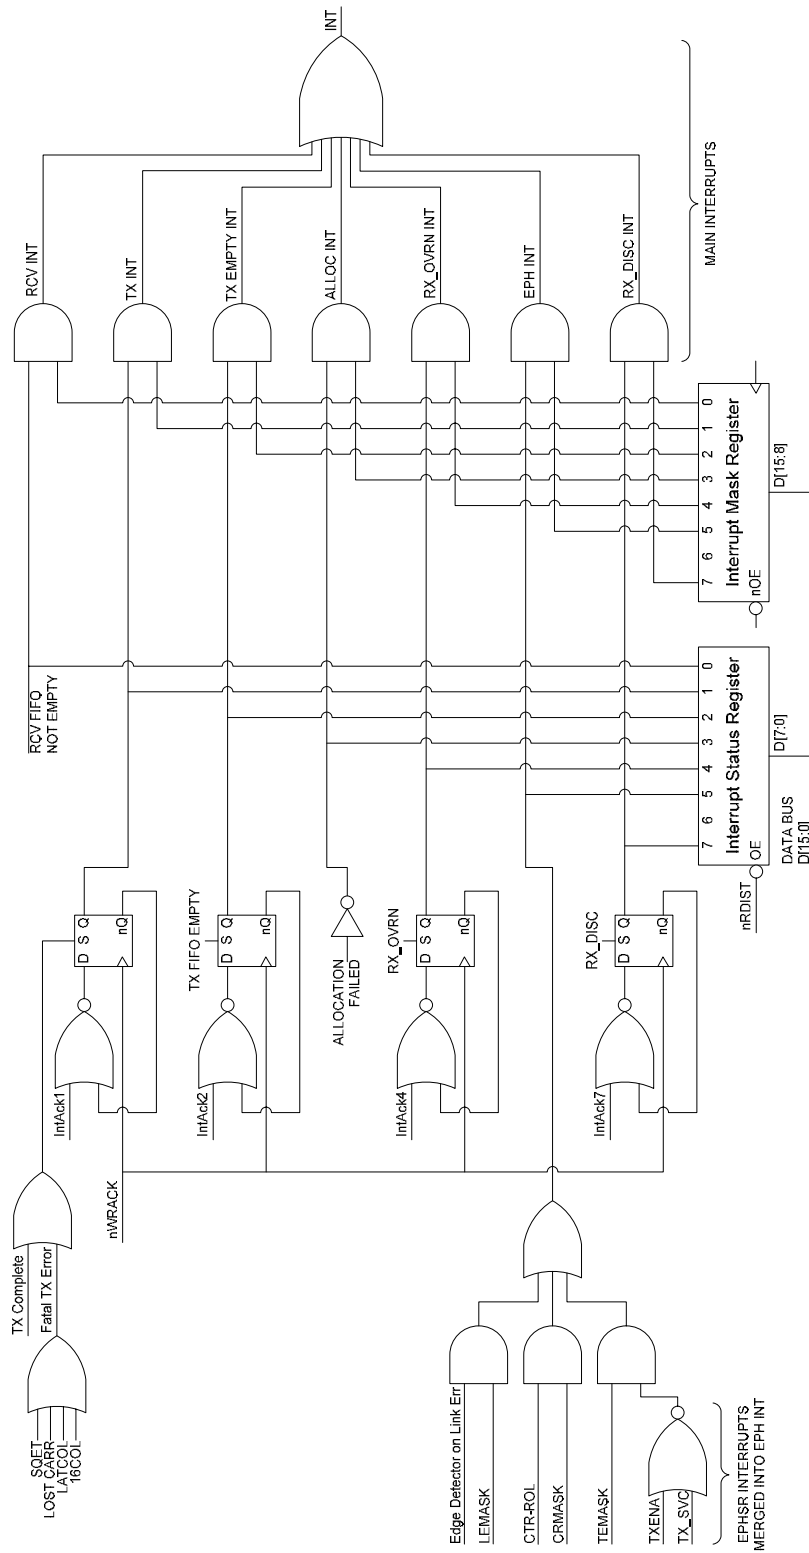 INT
MAIN INTERRUPTS
RCV INT
TX INT
TX EMPTY INT
ALLOC INT
RX_OVRN INT
EPH INT
RX_DISC INT
0
1
2
3
4
5
6
7
Interrupt Mask Register
nOE
D[15:8]
RCV FIFO
NOT EMPTY
0
1
2
3
4
5
6
7
Interrupt Status Register
OE
nRDIST
D[7:0]
DATA BUS
D[15:0]
D S Q
nQ
IntAck1
TX FIFO EMPTY
D S Q
nQ
IntAck2
ALLOCATION
FAILED
RX_OVRN
D S Q
nQ
IntAck4
RX_DISC
D S Q
nQ
IntAck7
nWRACK
TX Complete
Fatal TX Error
SQET
LOST CARR
LATCOL
16COL
Edge Detector on Link Err
LEMASK
CTR-ROL
CRMASK
TEMASK
TXENA
TX_SVC
EPHSR INTERRUPTS
MERGED INTO EPH INT